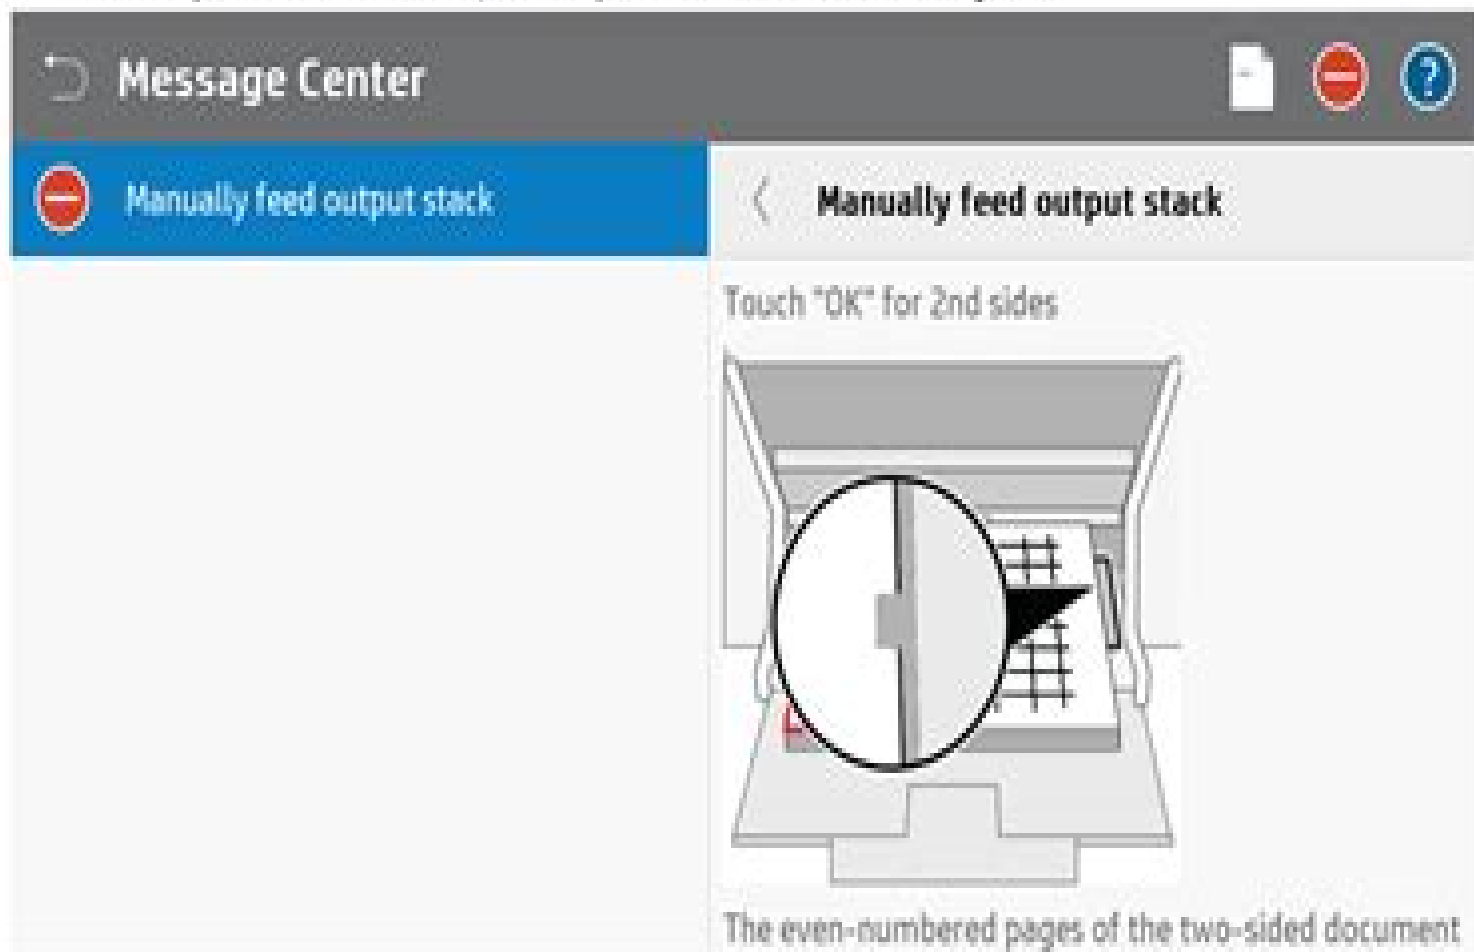 Message Center
Manually feed output stack
Manually feed output stack
Touch "OK" for 2nd sides
The even-numbered pages of the two-sided document